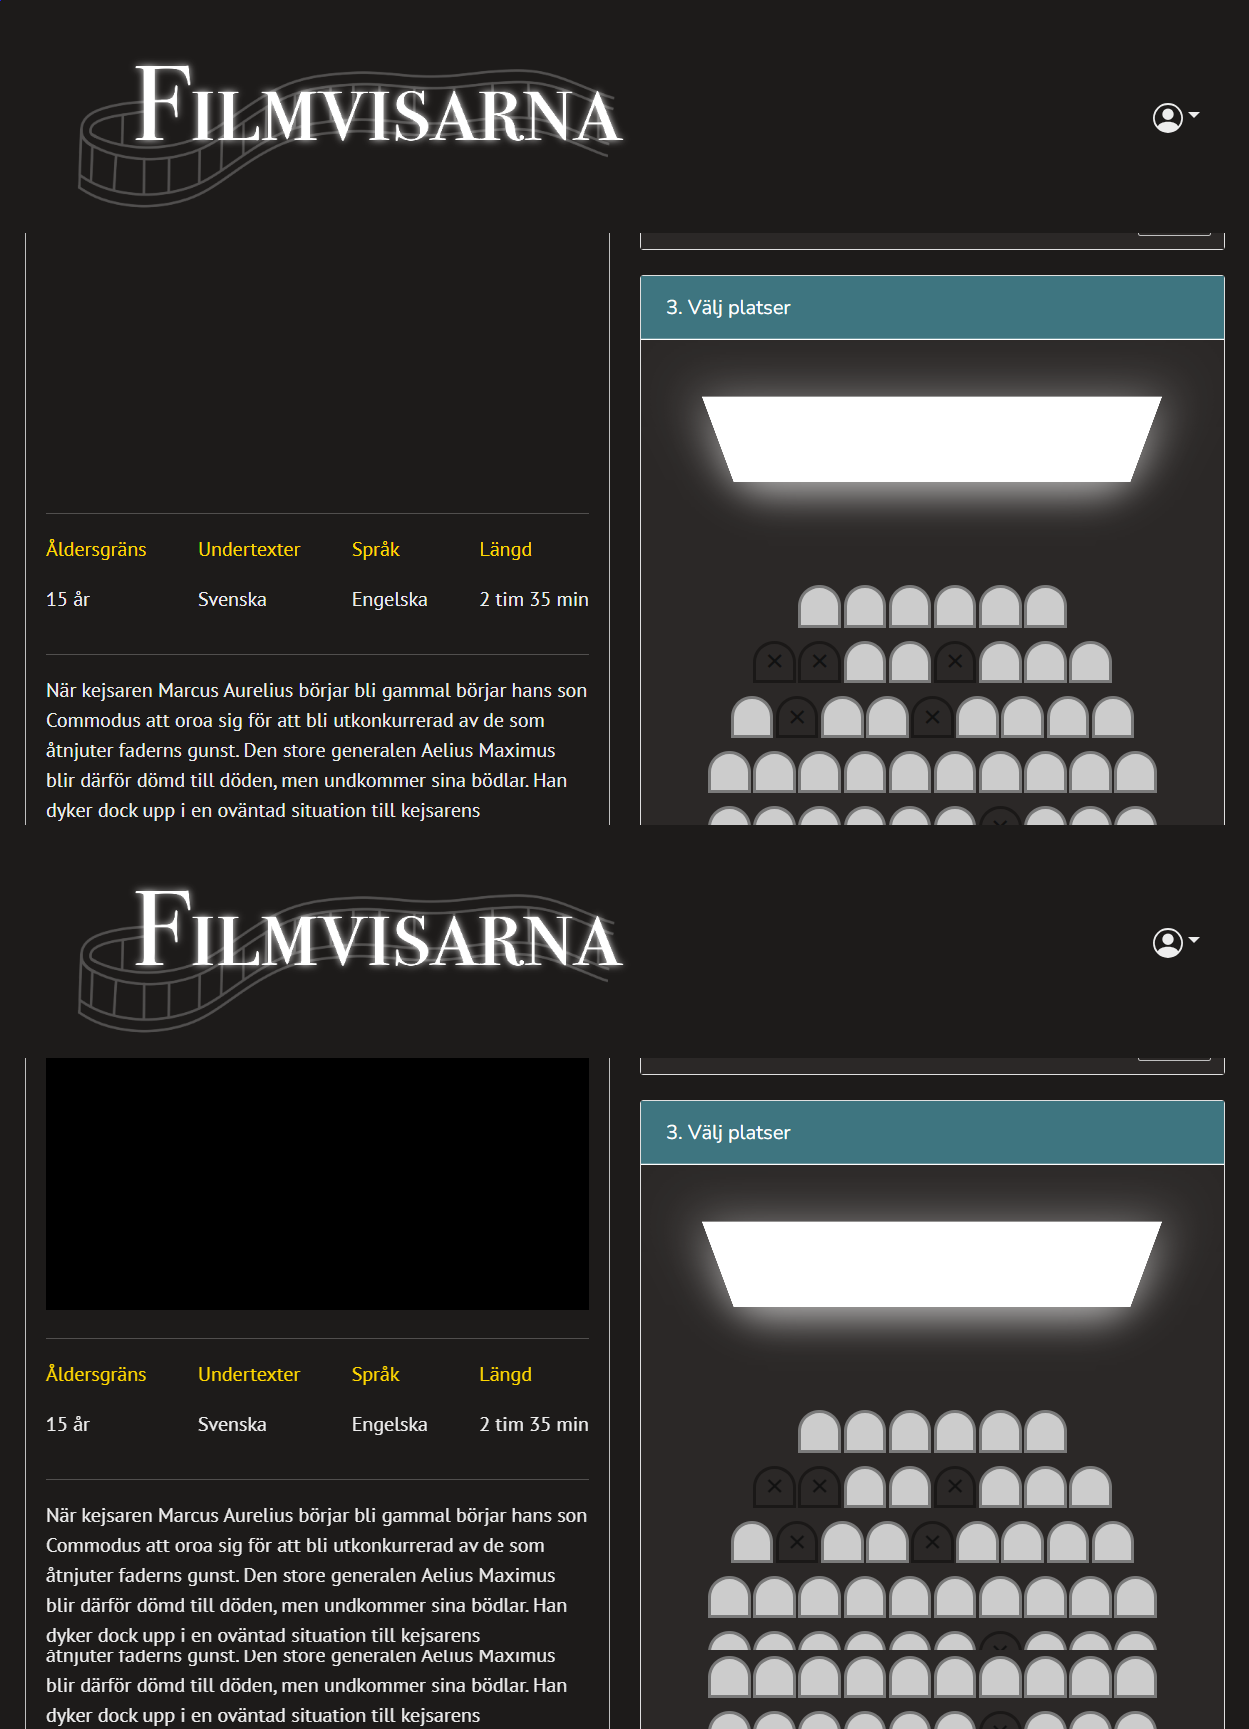 FILMVISARNA
3. Välj platser
Åldersgräns Undertexter Språk Längd
15 år Svenska Engelska 2 tim 35 min
När kejsaren Marcus Aurelius börjar bli gammal börjar hans son
Commodus att oroa sig för att bli utkonkurrerad av de som
åtnjuter faderns gunst. Den store generalen Aelius Maximus
blir därför dömd till döden, men undkommer sina bödlar. Han
dyker dock upp i en oväntad situation till kejsarens
FILMVISARNA
3. Välj platser
Åldersgräns Undertexter Språk Längd
15 år Svenska Engelska 2 tim 35 min
När kejsaren Marcus Aurelius börjar bli gammal börjar hans son
Commodus att oroa sig för att bli utkonkurrerad av de som
åtnjuter faderns gunst. Den store generalen Aelius Maximus
blir därför dömd till döden, men undkommer sina bödlar. Han
dyker dock upp i en oväntad situation till kejsarens
åtnjuter faderns gunst. Den store generalen Aelius Maximus
blir därför dömd till döden, men undkommer sina bödlar. Han
dyker dock upp i en oväntad situation till kejsarens